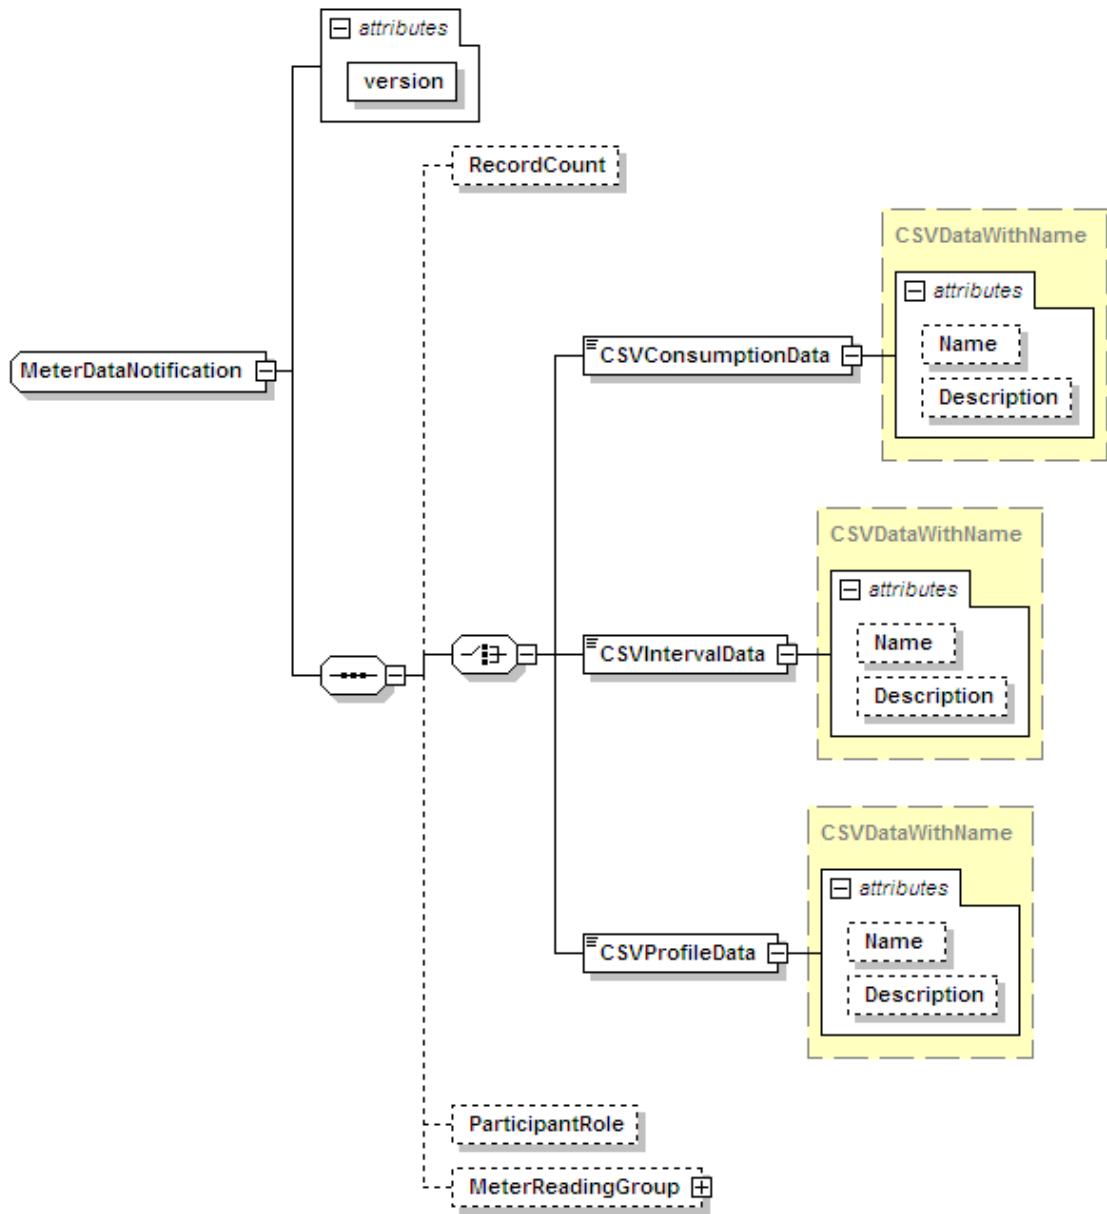 attributes
version
RecordCount
CSVDataWithName
attributes
Name
Description
CSVConsumptionData
MeterDataNotification
CSVDataWithName
attributes
Name
Description
CSVIntervalData
CSVDataWithName
attributes
Name
Description
CSVProfileData
ParticipantRole
MeterReadingGroup